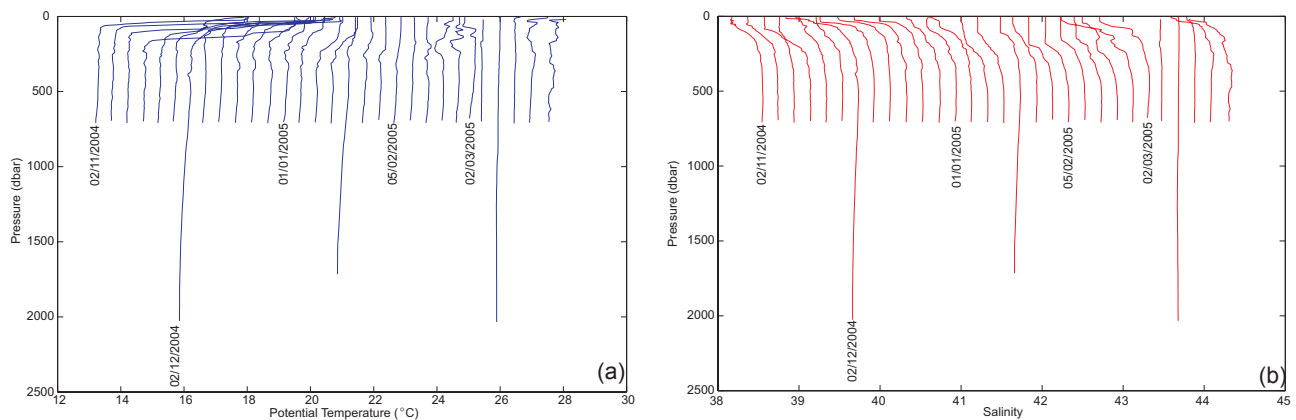 0
500
1000
1500
2000
2500
Pressure (dbar)
02/11/2004
02/12/2004
01/01/2005
05/02/2005
02/03/2005
(a)
12 14 16 18 20 22 24 26 28 30
Potential Temperature (°C)
0
500
1000
1500
2000
2500
Pressure (dbar)
02/11/2004
02/12/2004
01/01/2005
05/02/2005
02/03/2005
(b)
38 39 40 41 42 43 44 45
Salinity